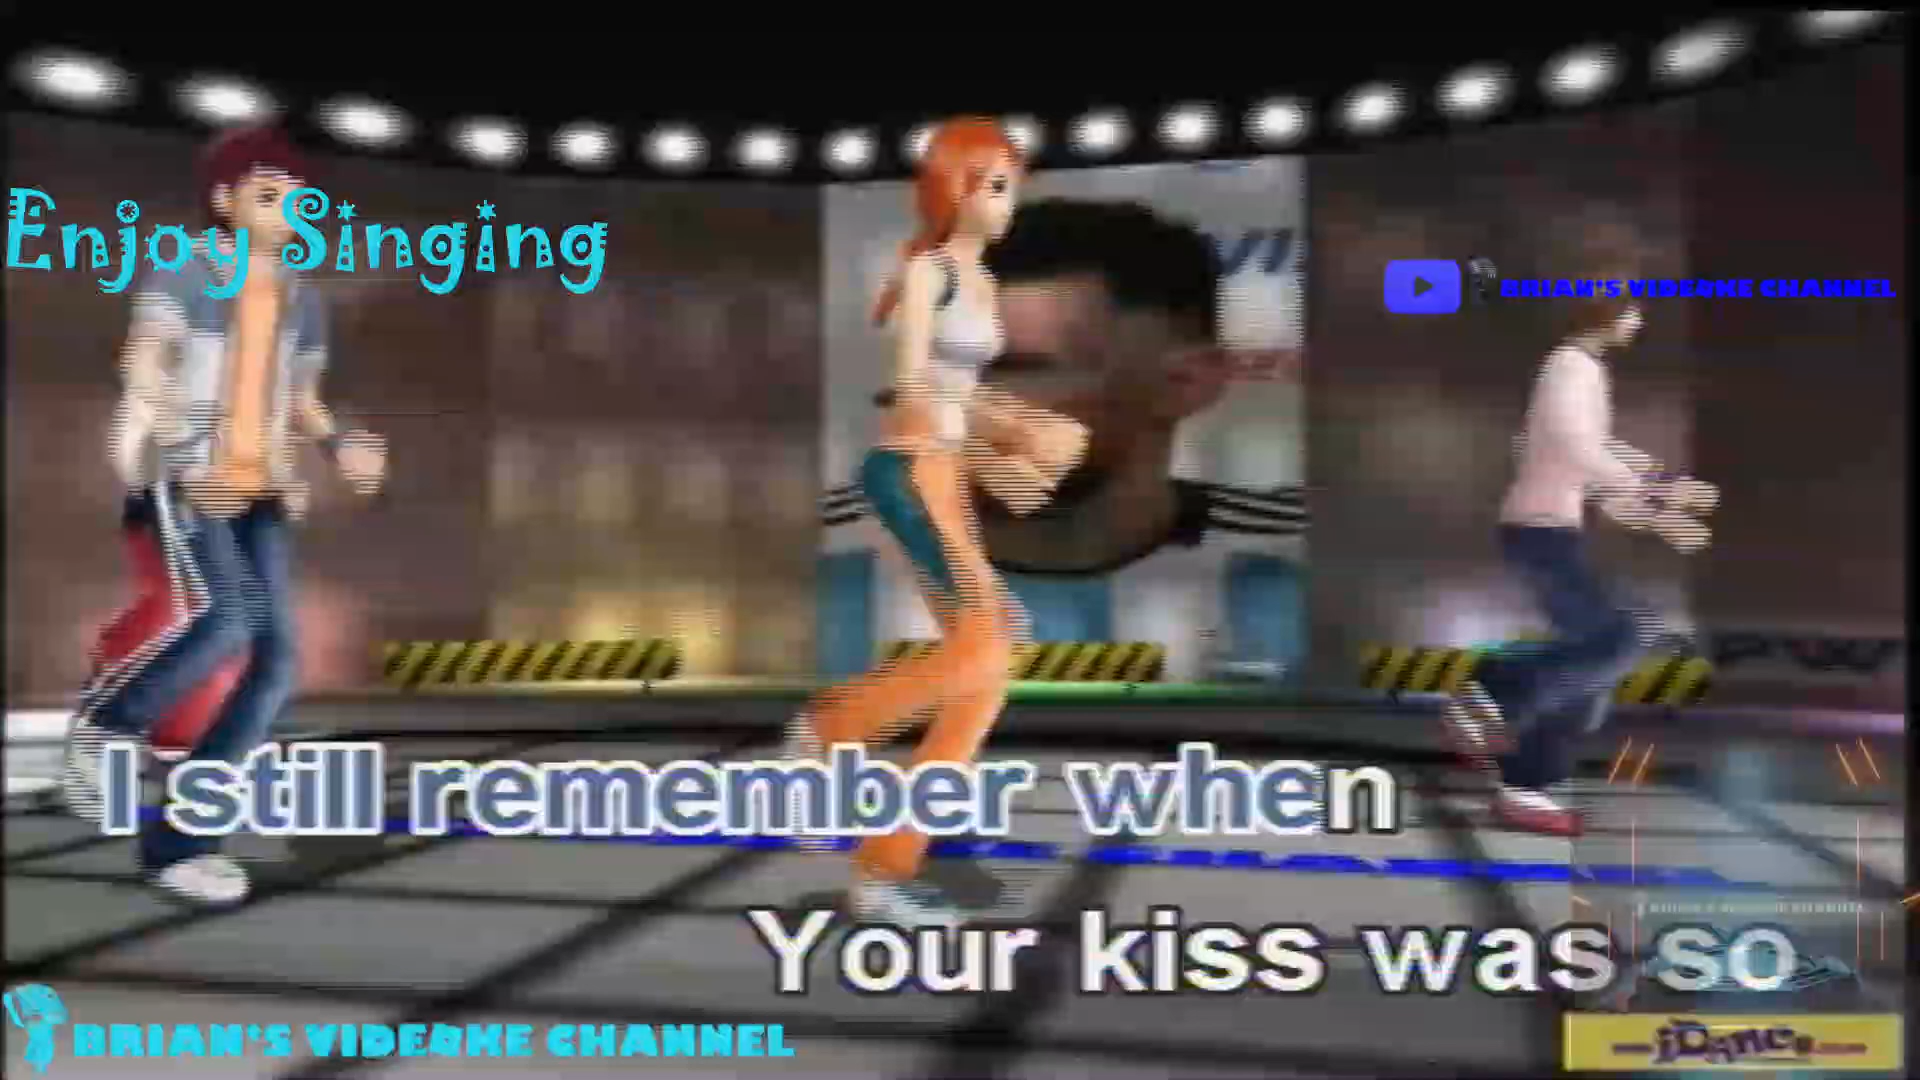 Enjoy Singing
BRIAN'S VIDEOKE CHANNEL
I still remember when
Your kiss was so
BRIAN'S VIDEOKE CHANNEL
iDance